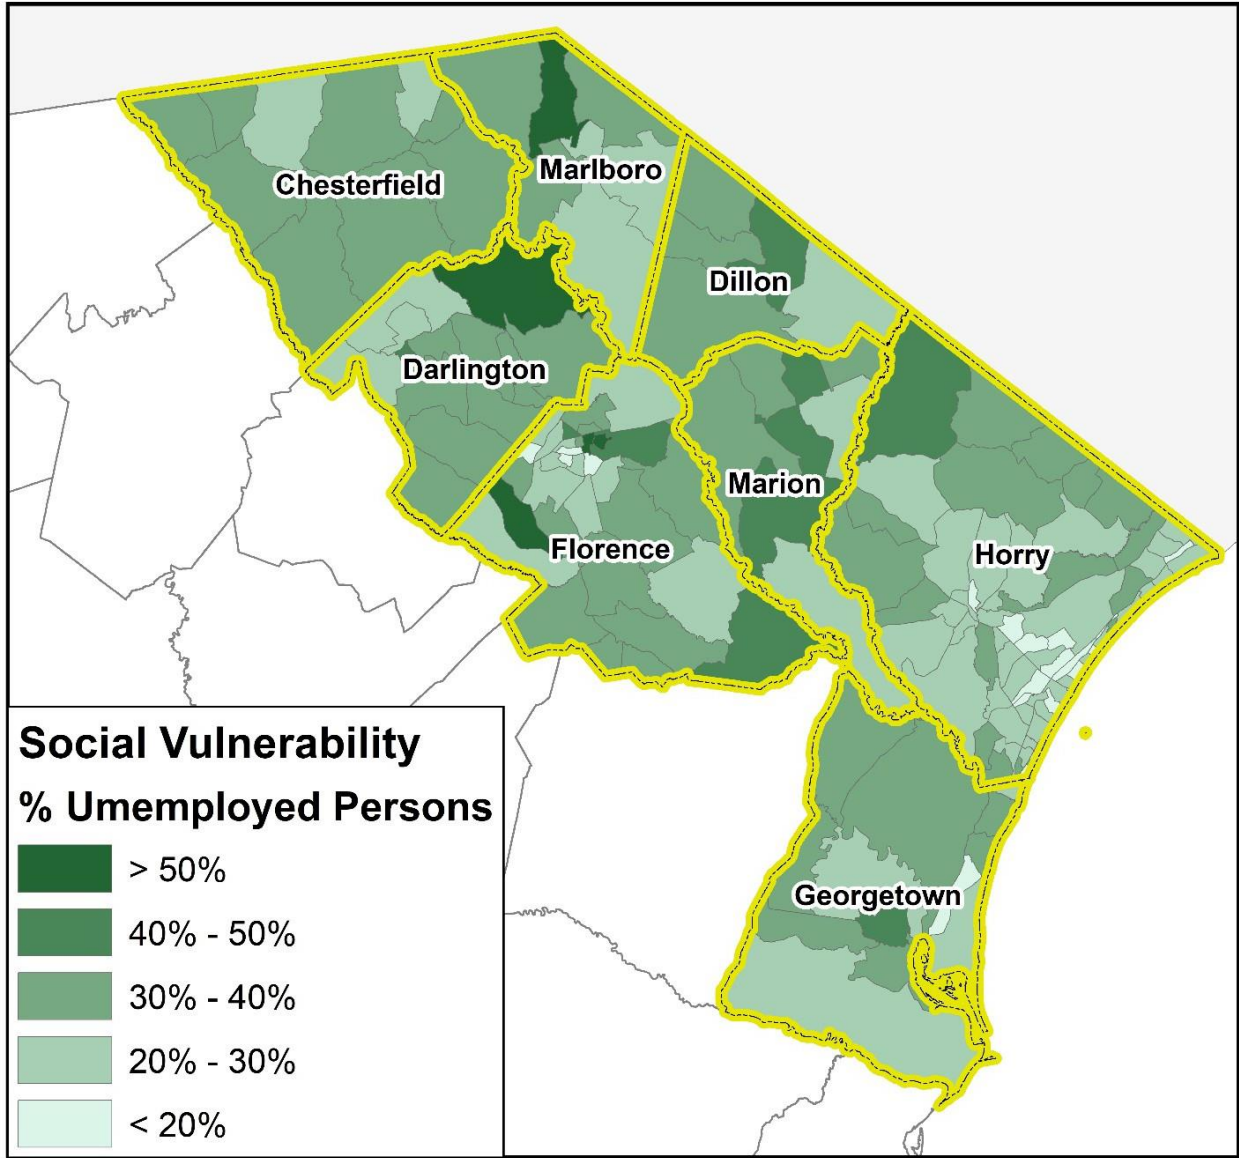 Chesterfield
Marlboro
Dillon
Darlington
Marion
Florence
Horry
Georgetown
Social Vulnerability
% Umemployed Persons
> 50%
40% - 50%
30% - 40%
20% - 30%
< 20%